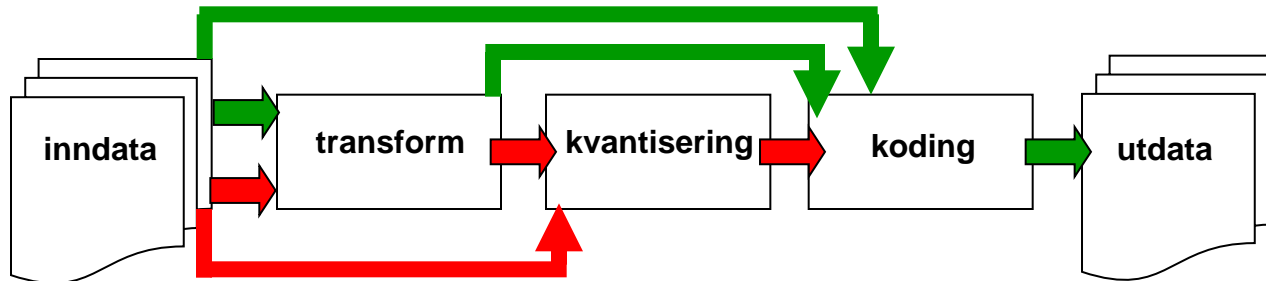 inndata
transform
kvantisering
koding
utdata